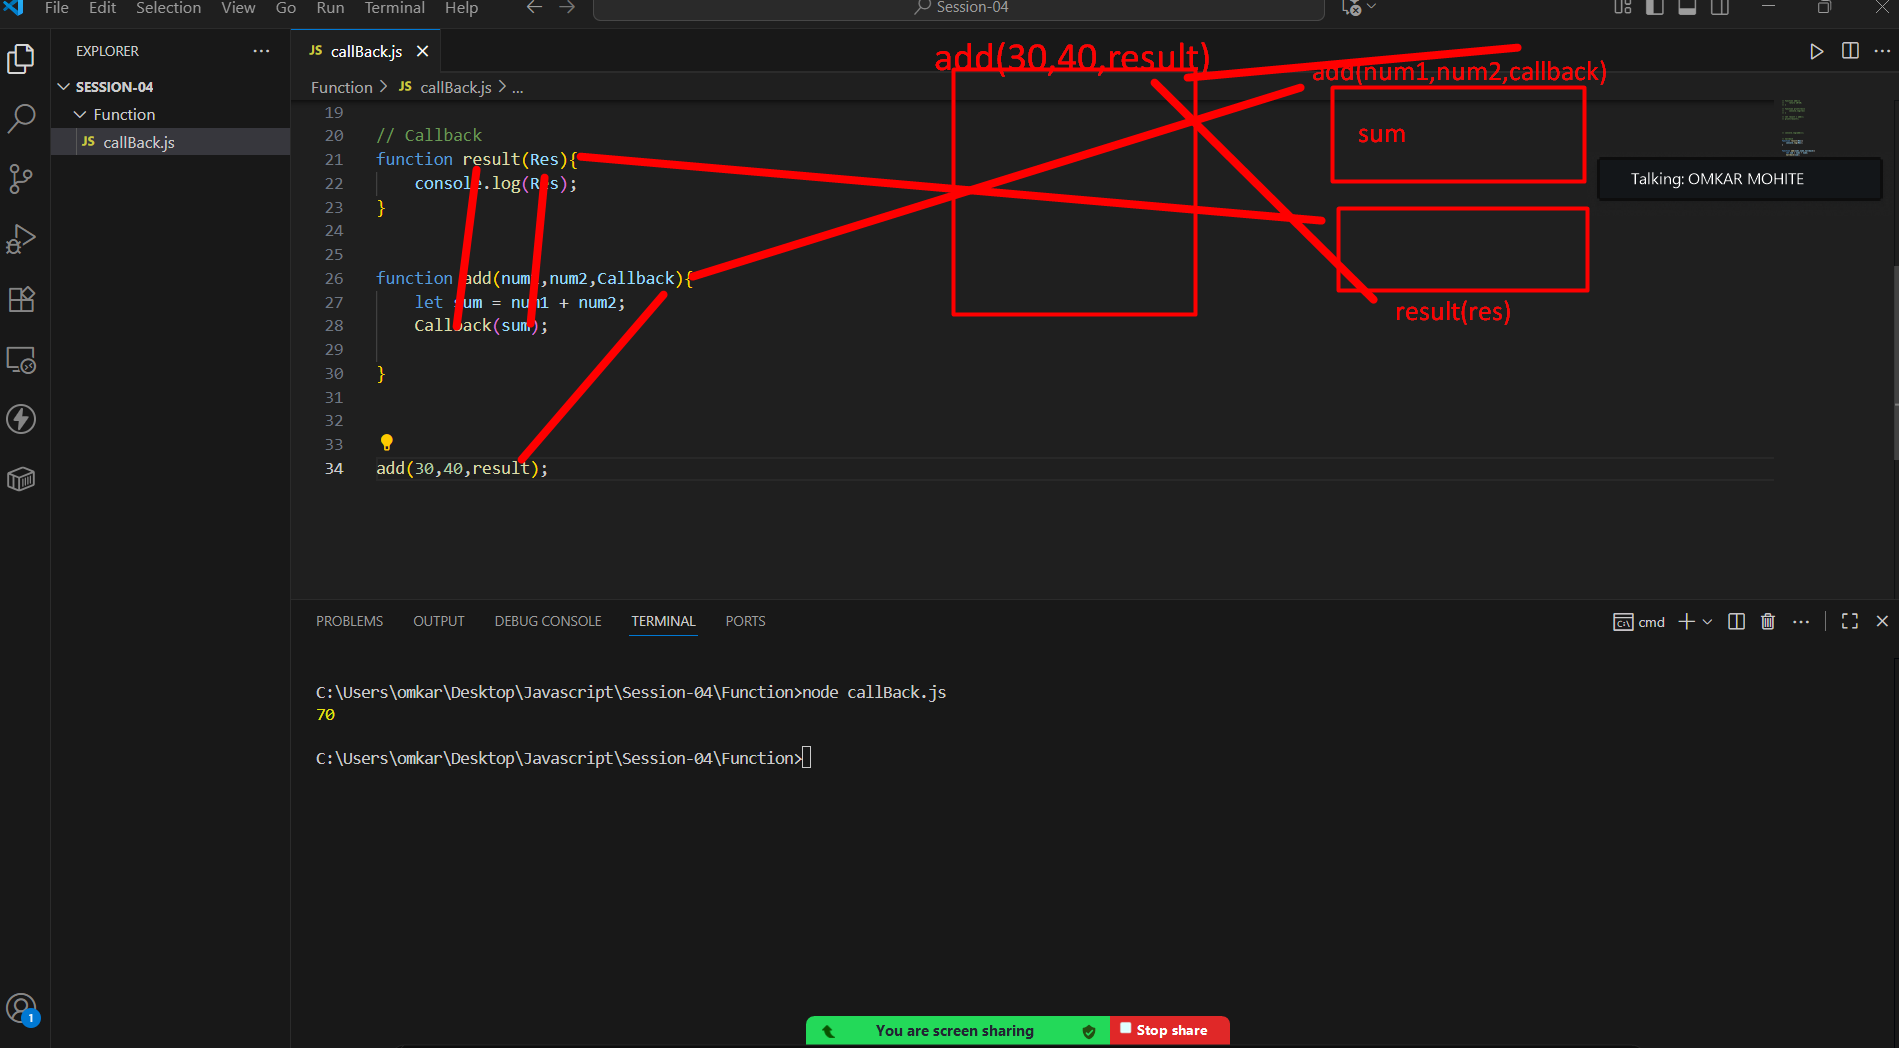 File Edit Selection View Go Run Terminal Help
Session-04
EXPLORER
JS callBack.js
SESSION-04
Function
JS callBack.js
Function > JS callBack.js > ...
add(30,40,result)
add(num1,num2,callback)
sum
Talking: OMKAR MOHITE
result(res)
19
20 // Callback
21 function result(Res){
22 console.log(Res);
23 }
24
25
26 function add(num1,num2,Callback){
27 let sum = num1 + num2;
28 Callback(sum);
29
30 }
31
32
33
34 add(30,40,result);
PROBLEMS OUTPUT DEBUG CONSOLE TERMINAL PORTS
cmd
C:\Users\omkar\Desktop\Javascript\Session-04\Function>node callBack.js
70
C:\Users\omkar\Desktop\Javascript\Session-04\Function>
1
You are screen sharing
Stop share